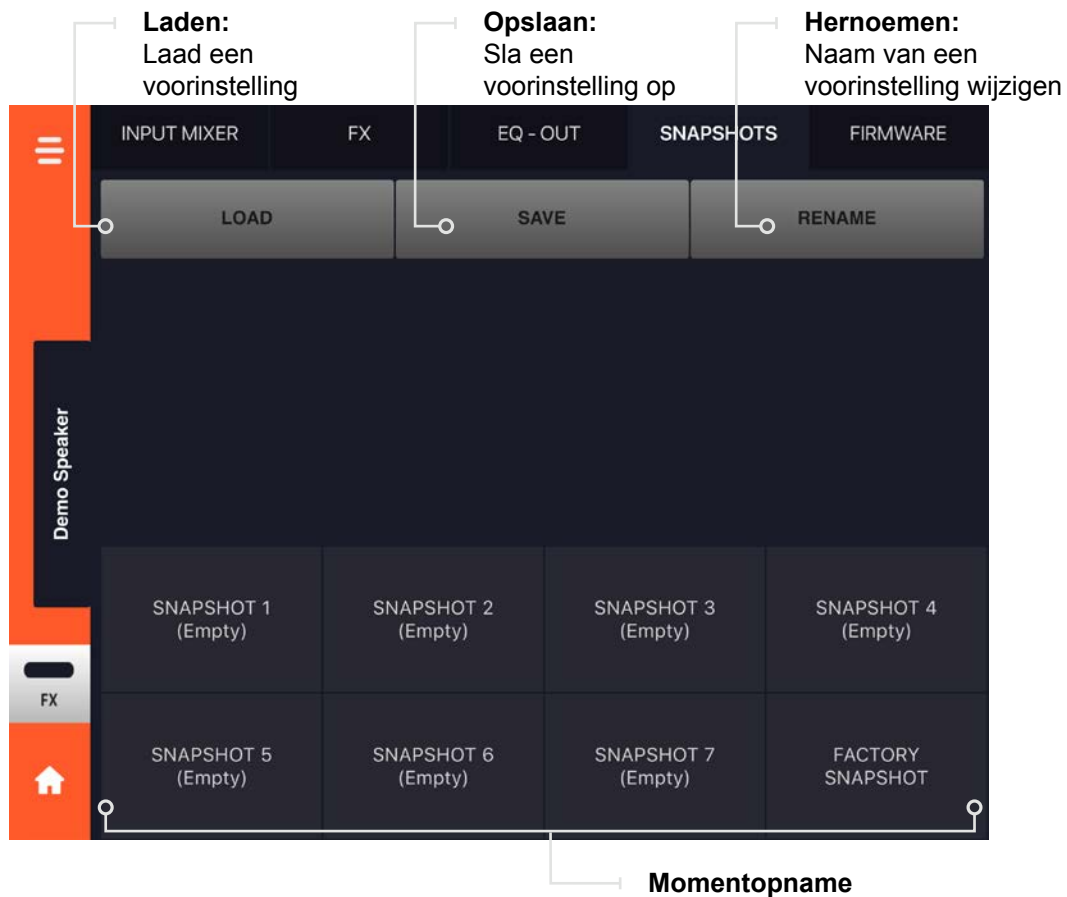 Laden:
Laad een
voorinstelling
Opslaan:
Sla een
voorinstelling op
Hernoemen:
Naam van een
voorinstelling wijzigen
INPUT MIXER
FX
EQ - OUT
SNAPSHOTS
FIRMWARE
LOAD
SAVE
RENAME
Demo Speaker
SNAPSHOT 1
(Empty)
SNAPSHOT 2
(Empty)
SNAPSHOT 3
(Empty)
SNAPSHOT 4
(Empty)
FX
SNAPSHOT 5
(Empty)
SNAPSHOT 6
(Empty)
SNAPSHOT 7
(Empty)
FACTORY
SNAPSHOT
Momentopname